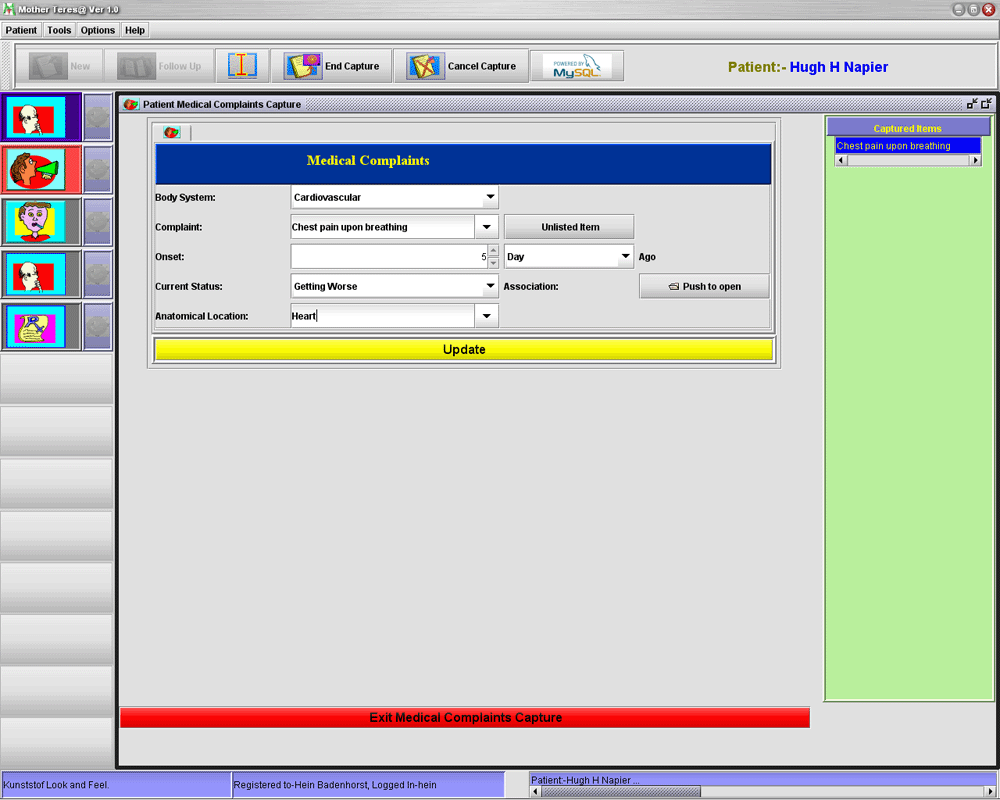 Mother Teres@ Ver 1.0
Patient Tools Options Help
New Follow Up End Capture Cancel Capture POWERED BY MySQL Patient:- Hugh H Napier
Patient Medical Complaints Capture
Captured Items
Chest pain upon breathing
Medical Complaints
Body System: Cardiovascular
Complaint: Chest pain upon breathing Unlisted Item
Onset: 5 Day Ago
Current Status: Getting Worse Association: Push to open
Anatomical Location: Heart
Update
Exit Medical Complaints Capture
Kunststof Look and Feel. Registered to-Hein Badenhorst, Logged In-hein Patient:-Hugh H Napier ...